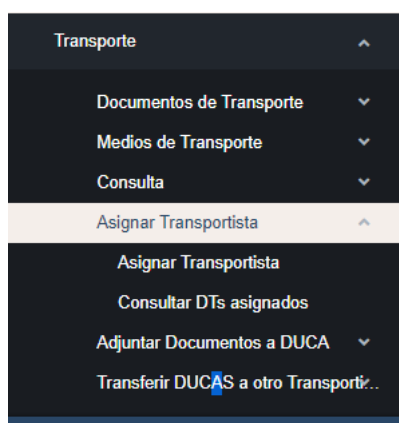 Transporte
Documentos de Transporte
Medios de Transporte
Consulta
Asignar Transportista
Asignar Transportista
Consultar DTs asignados
Adjuntar Documentos a DUCA
Transferir DUCAS a otro Transporti...